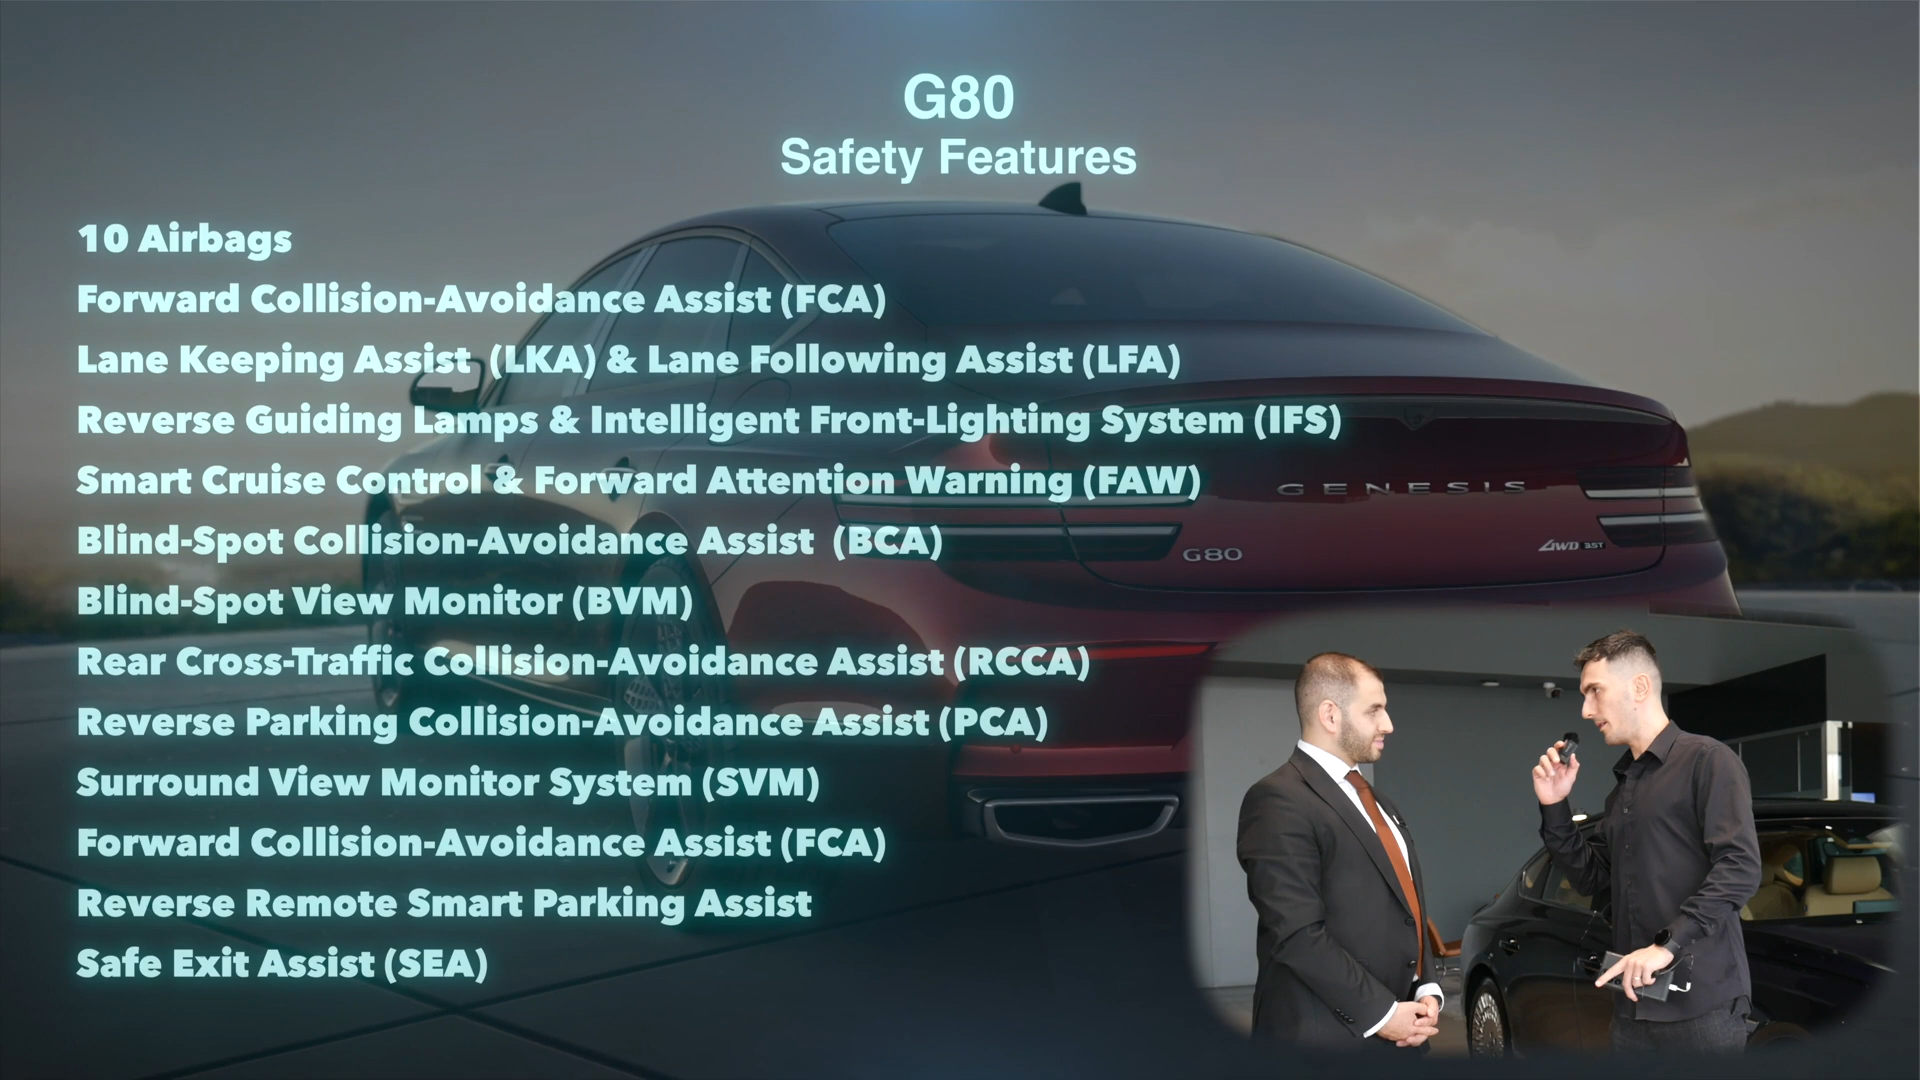 G80
Safety Features
10 Airbags
Forward Collision-Avoidance Assist (FCA)
Lane Keeping Assist (LKA) & Lane Following Assist (LFA)
Reverse Guiding Lamps & Intelligent Front-Lighting System (IFS)
Smart Cruise Control & Forward Attention Warning (FAW)
Blind-Spot Collision-Avoidance Assist (BCA)
Blind-Spot View Monitor (BVM)
Rear Cross-Traffic Collision-Avoidance Assist (RCCA)
Reverse Parking Collision-Avoidance Assist (PCA)
Surround View Monitor System (SVM)
Forward Collision-Avoidance Assist (FCA)
Reverse Remote Smart Parking Assist
Safe Exit Assist (SEA)
GENESIS
G80
4WD 3.5T